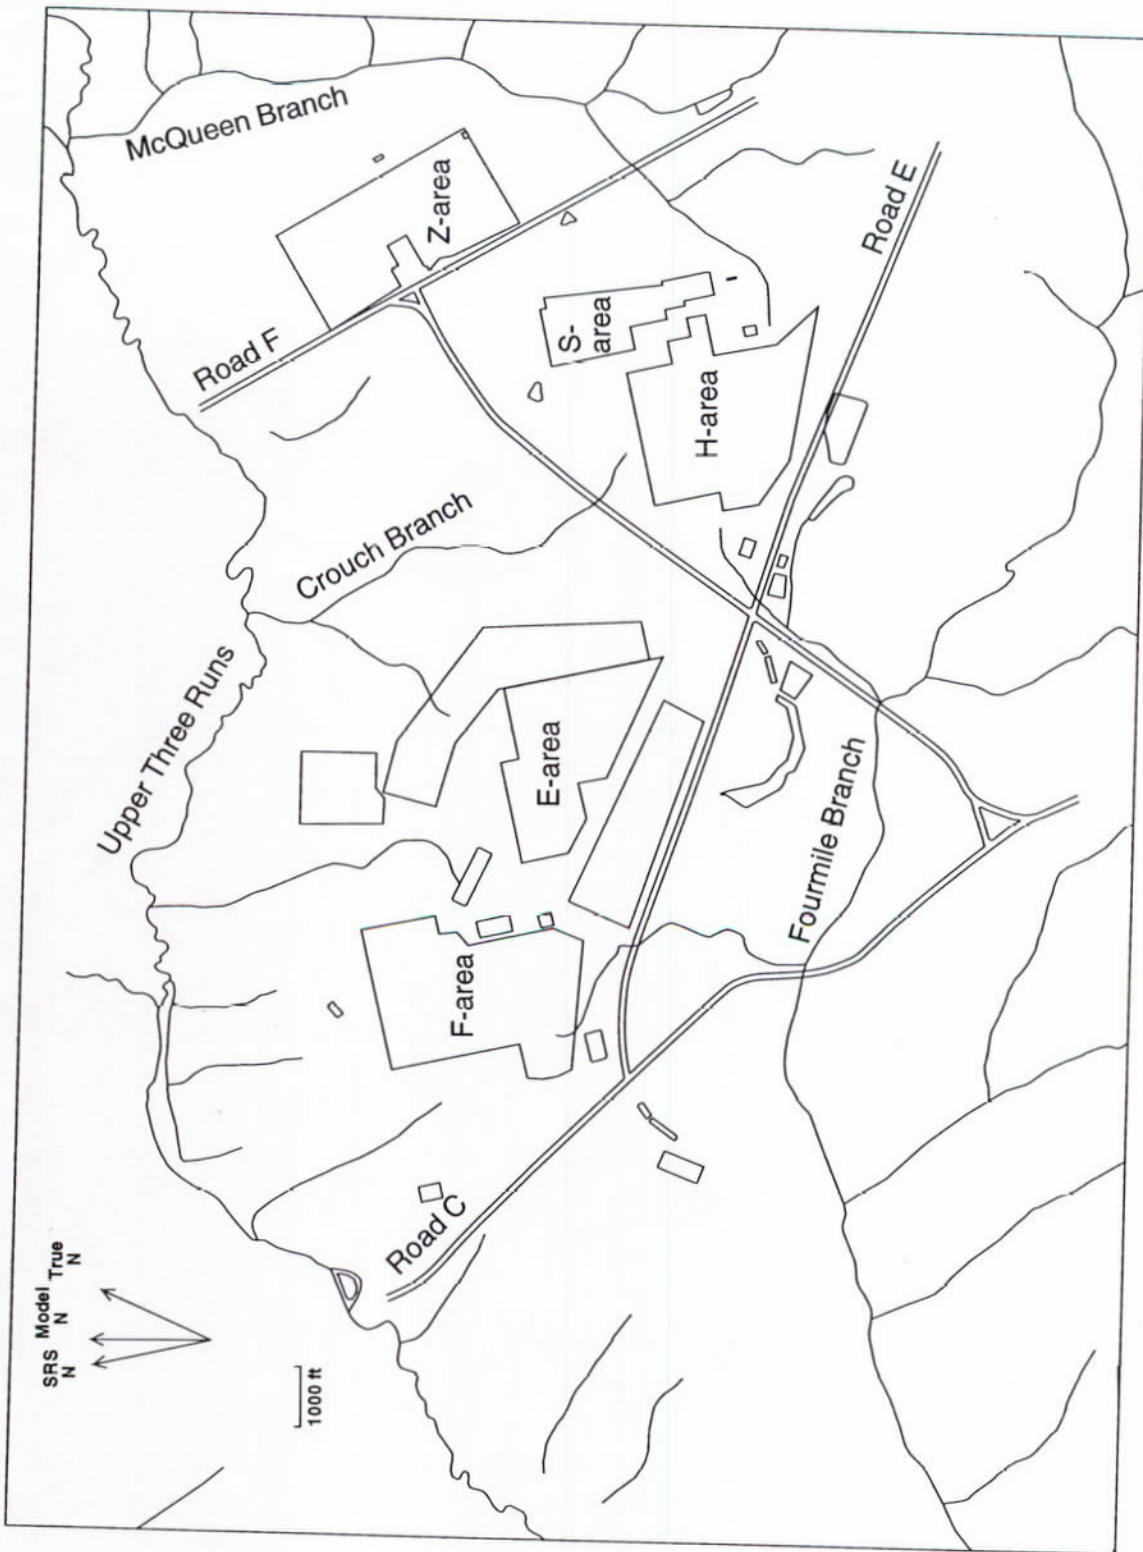 McQueen Branch
Z-area
Road F
Road E
S-
area
H-area
Crouch Branch
Upper Three Runs
E-area
Fourmile Branch
F-area
Road C
SRS
N
Model
N
True
N
1000 ft